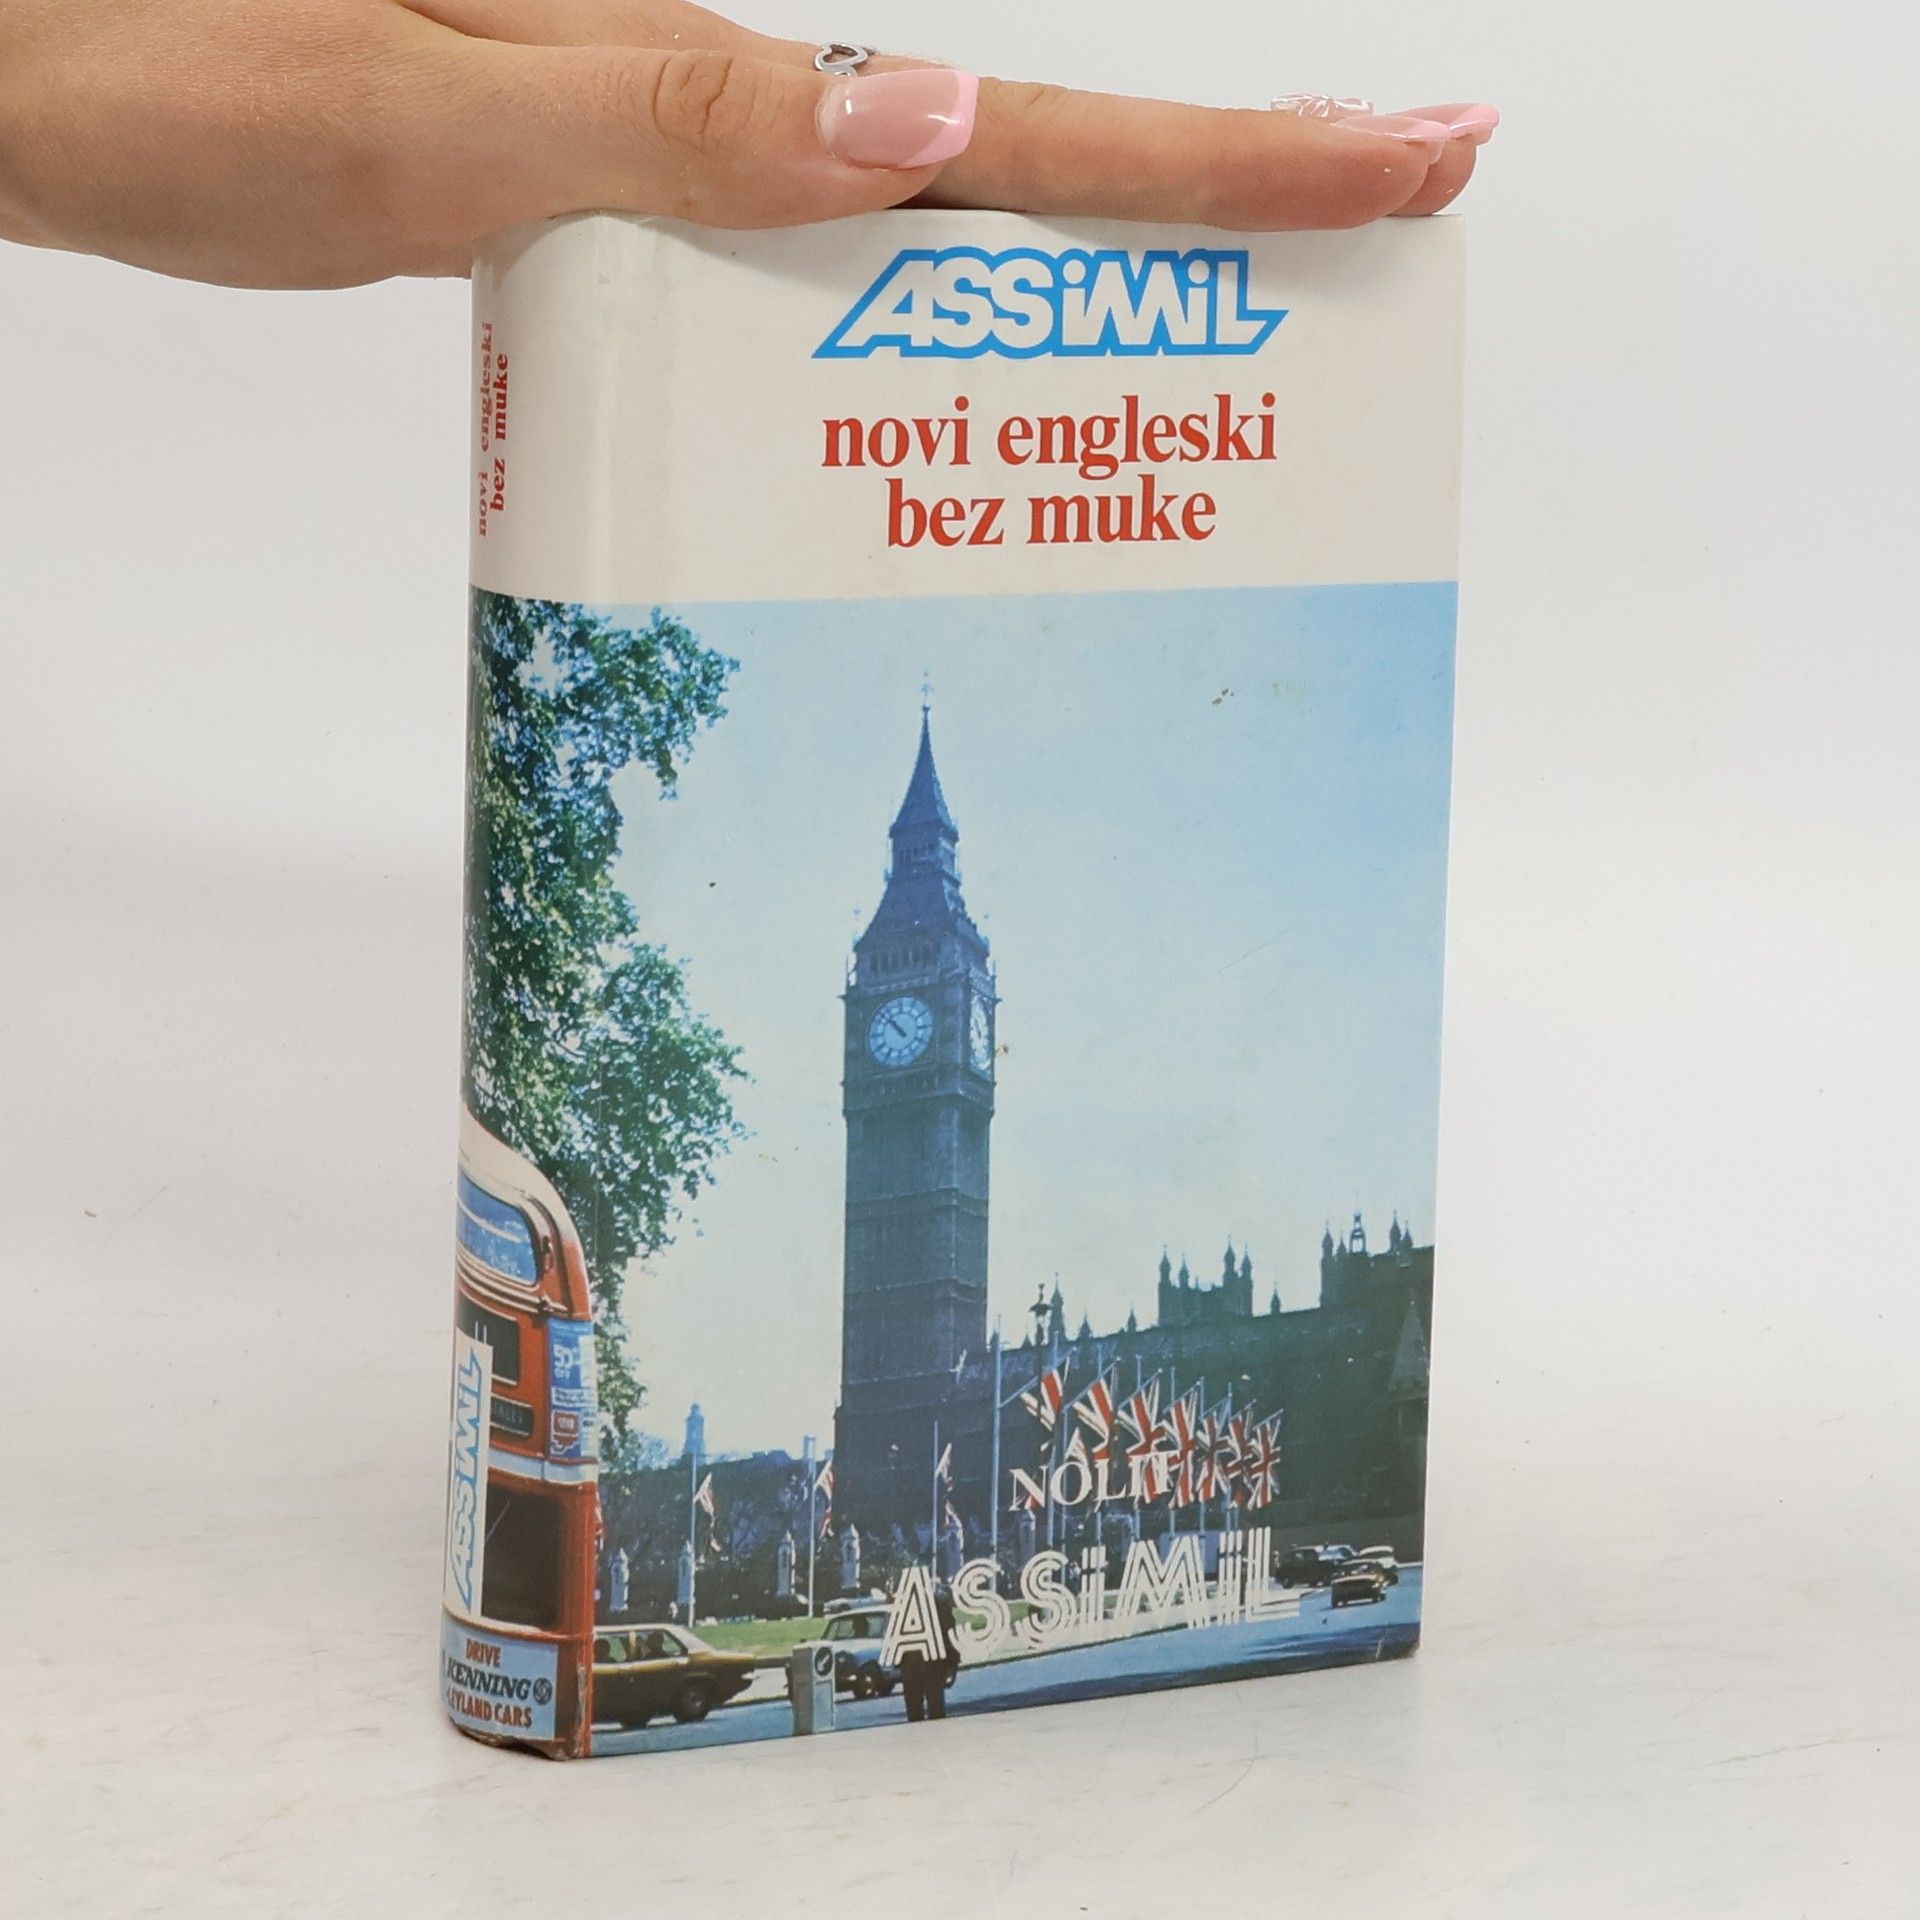 ASSiMiL
novi engleski
bez muke
novi engleski
bez muke
NOLIT
ASSiMiL
ASSiMiL
DRIVE
KENNING
LEYLAND CARS